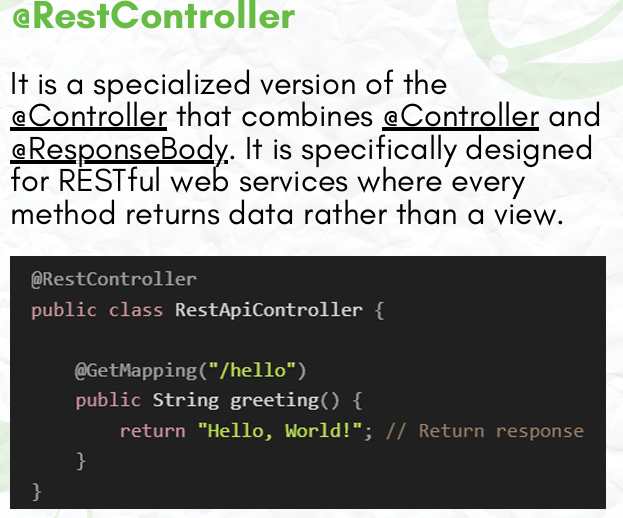 @RestController
It is a specialized version of the
@Controller that combines @Controller and
@ResponseBody. It is specifically designed
for RESTful web services where every
method returns data rather than a view.
@RestController
public class RestApiController {
    @GetMapping("/hello")
    public String greeting() {
        return "Hello, World!"; // Return response
    }
}